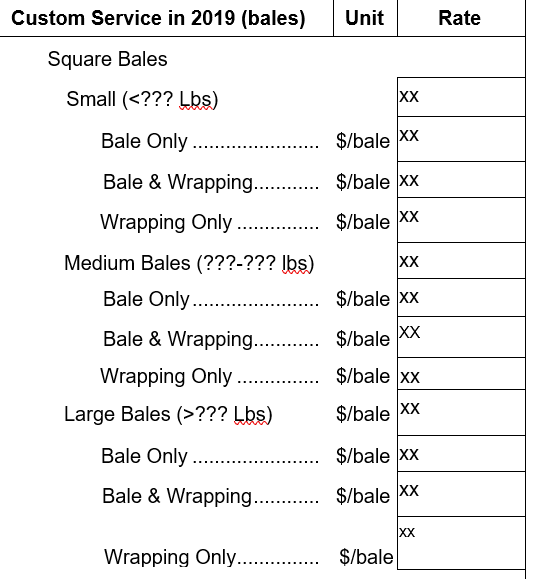 Custom Service in 2019 (bales) Unit Rate
Square Bales
Small (<??? Lbs) xx
Bale Only ....................... $/bale xx
Bale & Wrapping............ $/bale xx
Wrapping Only ............... $/bale xx
Medium Bales (???-??? lbs) xx
Bale Only....................... $/bale xx
Bale & Wrapping............ $/bale xx
Wrapping Only ............... $/bale xx
Large Bales (>??? Lbs) $/bale xx
Bale Only ....................... $/bale xx
Bale & Wrapping............ $/bale xx
xx
Wrapping Only............... $/bale